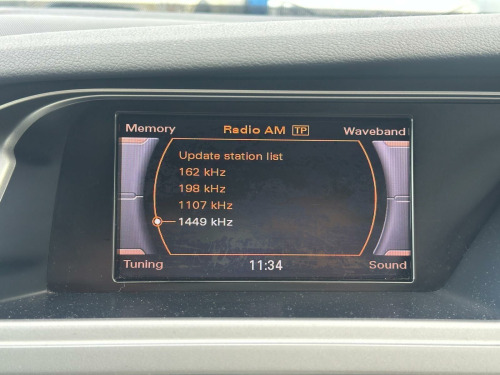 Memory Radio AM TP Waveband
Update station list
162 kHz
198 kHz
1107 kHz
1449 kHz
Tuning 11:34 Sound